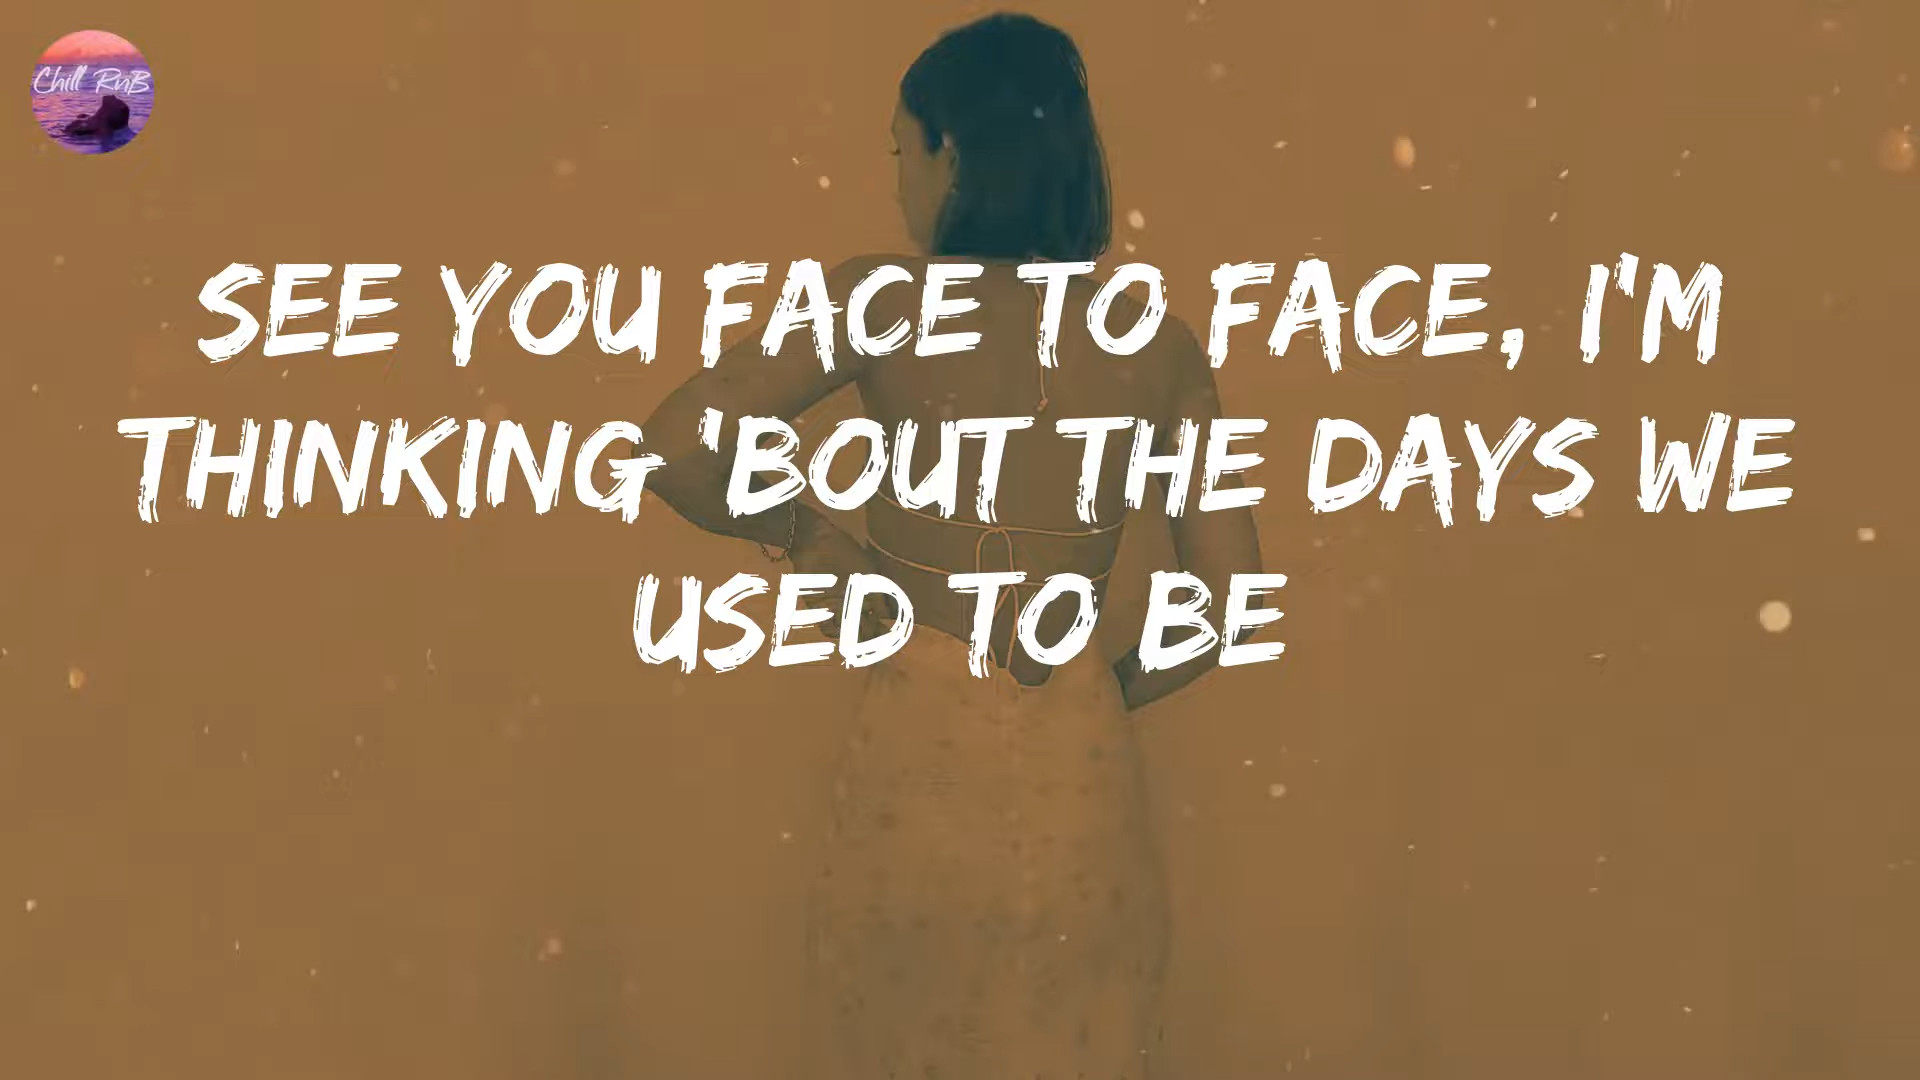 Chill RnB
SEE YOU FACE TO FACE, I'M
THINKING 'BOUT THE DAYS WE
USED TO BE